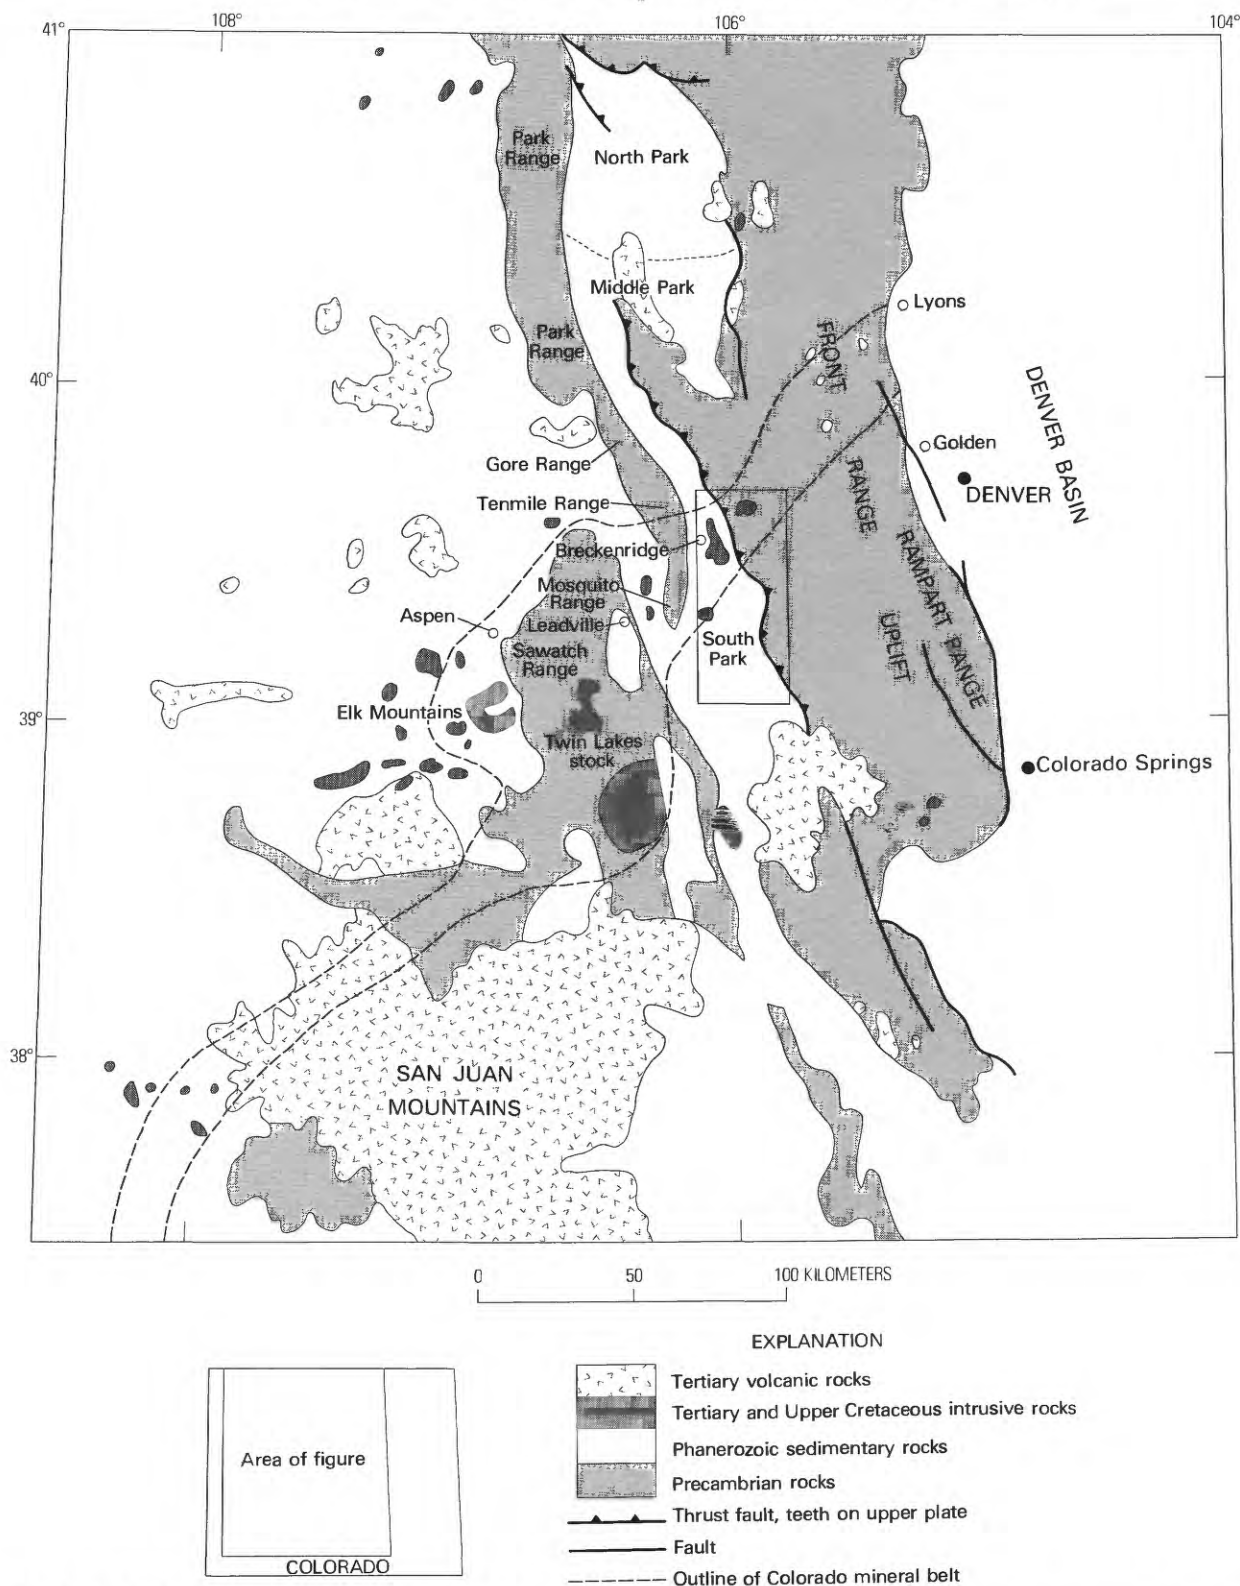 41°
108°
106°
104°
Park
Range
North Park
Middle Park
Lyons
Park
Range
FRONT
40°
DENVER BASIN
Golden
Gore Range
RANGE
DENVER
Tenmile Range
Breckenridge
RAMPART RANGE
Mosquito
Range
Aspen
Leadville
UPLIFT
South
Park
Sawatch
Range
39°
Elk Mountains
Twin Lakes
stock
Colorado Springs
38°
SAN JUAN
MOUNTAINS
0 50 100 KILOMETERS
EXPLANATION
Tertiary volcanic rocks
Tertiary and Upper Cretaceous intrusive rocks
Phanerozoic sedimentary rocks
Precambrian rocks
Thrust fault, teeth on upper plate
Fault
Outline of Colorado mineral belt
Area of figure
COLORADO